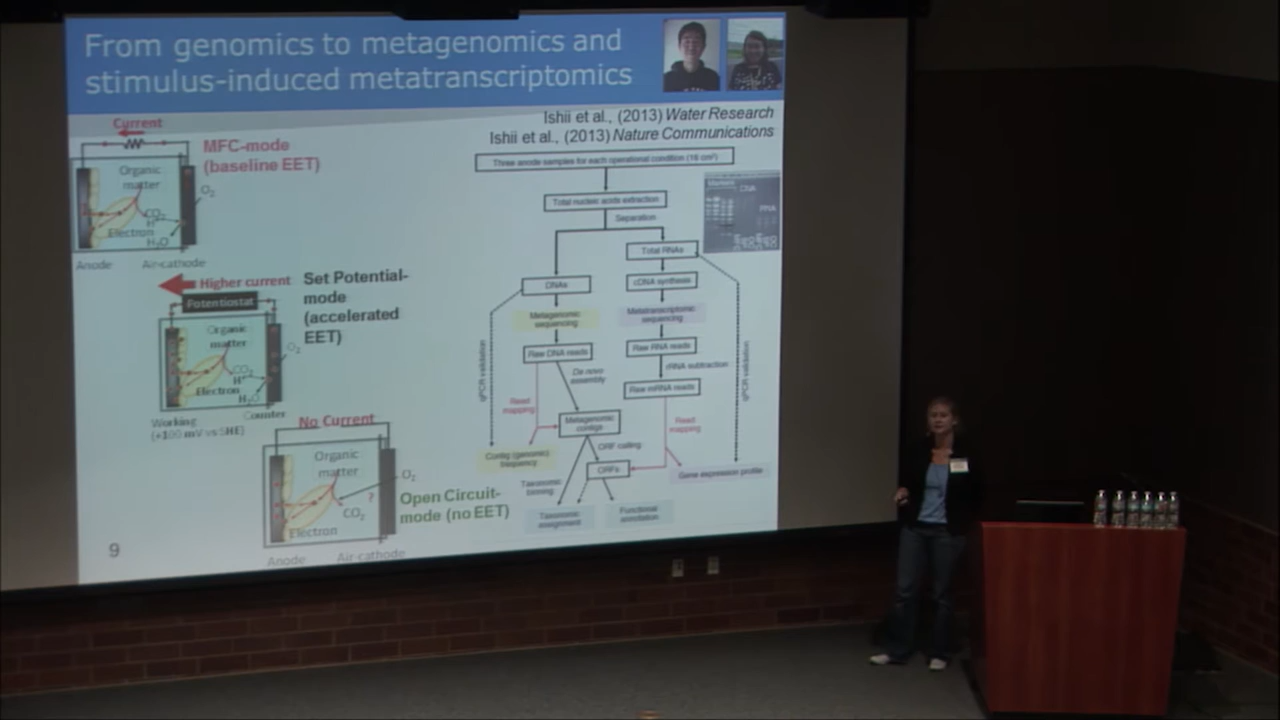 From genomics to metagenomics and
stimulus-induced metatranscriptomics
Ishii et al., (2013) Water Research
Ishii et al., (2013) Nature Communications
Current
MFC-mode
(baseline EET)
Organic
matter
O2
CO2
H+
Electron
H2O
Anode
Air-cathode
Higher current
Set Potential-
mode
(accelerated
EET)
Potentiostat
Organic
matter
O2
CO2
H+
Electron
H2O
Working
Counter
(+100 mV vs SHE)
No Current
Organic
matter
O2
?
CO2
Electron
Open Circuit-
mode (no EET)
Anode
Air-cathode
9
Three anode samples for each operational condition (16 cm2)
Total nucleic acids extraction
Separation
Markers
DNA
RNA
Total RNAs
DNAs
cDNA synthesis
Metagenomic
sequencing
Metatranscriptomic
sequencing
Raw DNA reads
Raw RNA reads
rRNA subtraction
De novo
assembly
Raw mRNA reads
qPCR validation
qPCR validation
Read
mapping
Metagenomic
contigs
Read
mapping
ORF calling
Contig (genomic)
frequency
ORFs
Gene expression profile
Taxonomic
binning
Taxonomic
assignment
Functional
annotation